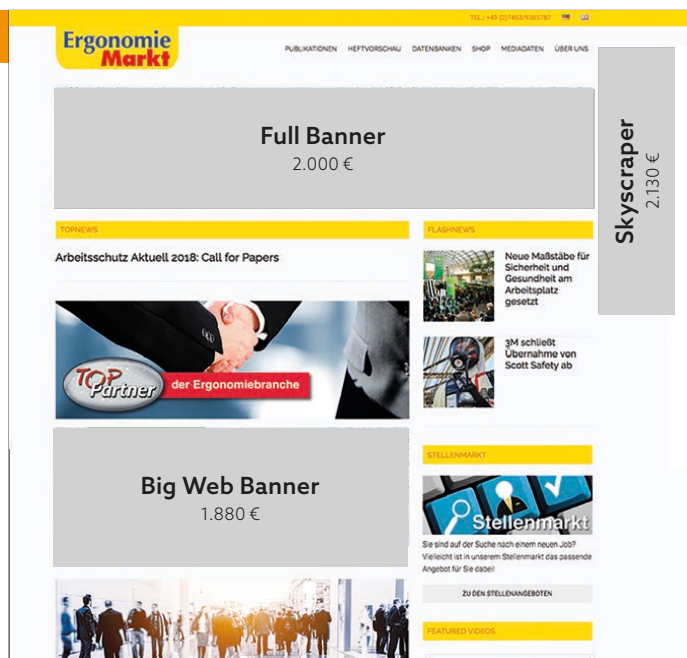 TEL.: +49 (0)7453/9385787
Ergonomie
Markt
PUBLIKATIONEN HEFTVORSCHAU DATENBANKEN SHOP MEDIADATEN ÜBER UNS
Full Banner
2.000 €
Skyscraper
2.130 €
TOPNEWS
Arbeitsschutz Aktuell 2018: Call for Papers
TOP
Partner
der Ergonomiebranche
Big Web Banner
1.880 €
FLASHNEWS
Neue Maßstäbe für
Sicherheit und
Gesundheit am
Arbeitsplatz
gesetzt
3M schließt
Übernahme von
Scott Safety ab
STELLENMARKT
Stellenmarkt
Sie sind auf der Suche nach einem neuen Job?
Vielleicht ist in unserem Stellenmarkt das passende
Angebot für Sie dabei!
ZU DEN STELLENANGEBOTEN
FEATURED VIDEOS